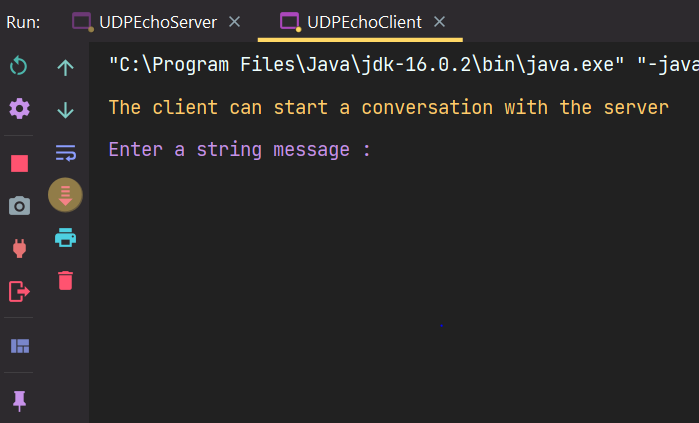 Run:
UDPEchoServer
UDPEchoClient
"C:\Program Files\Java\jdk-16.0.2\bin\java.exe" "-java
The client can start a conversation with the server
Enter a string message :